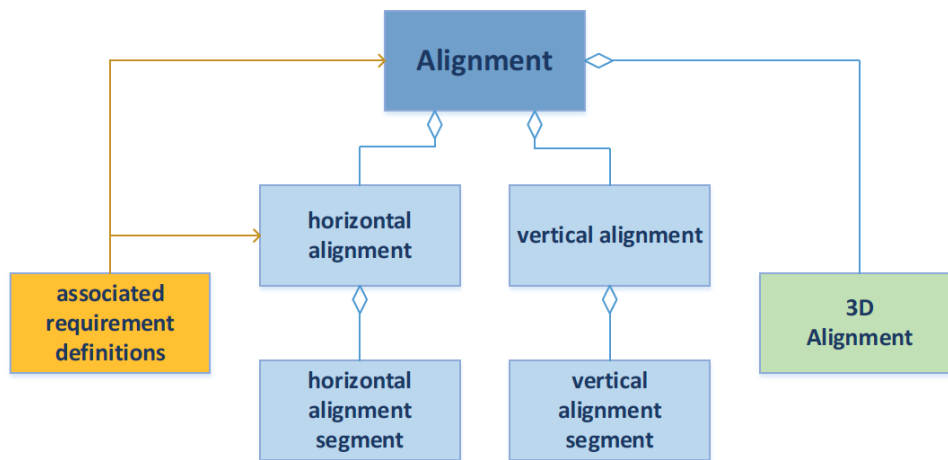 Alignment
horizontal
alignment
vertical alignment
associated
requirement
definitions
3D
Alignment
horizontal
alignment
segment
vertical
alignment
segment